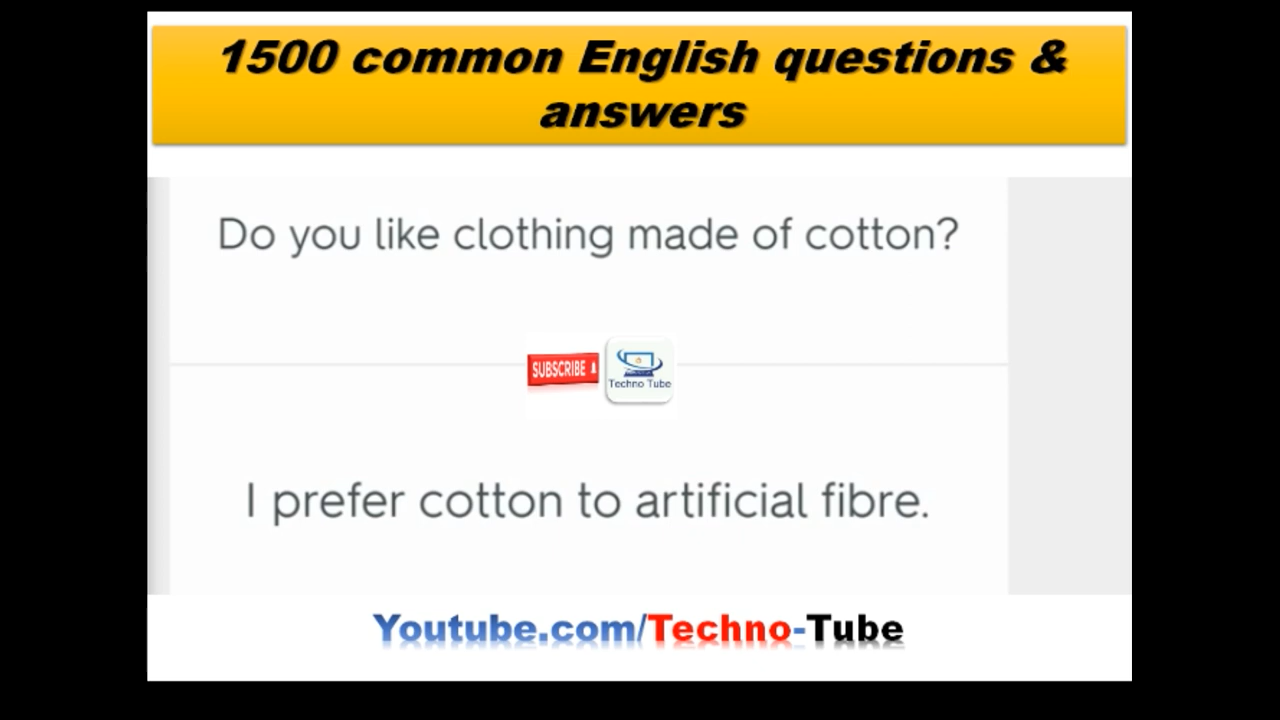 1500 common English questions &
answers
Do you like clothing made of cotton?
SUBSCRIBE
Techno Tube
I prefer cotton to artificial fibre.
Youtube.com/Techno-Tube